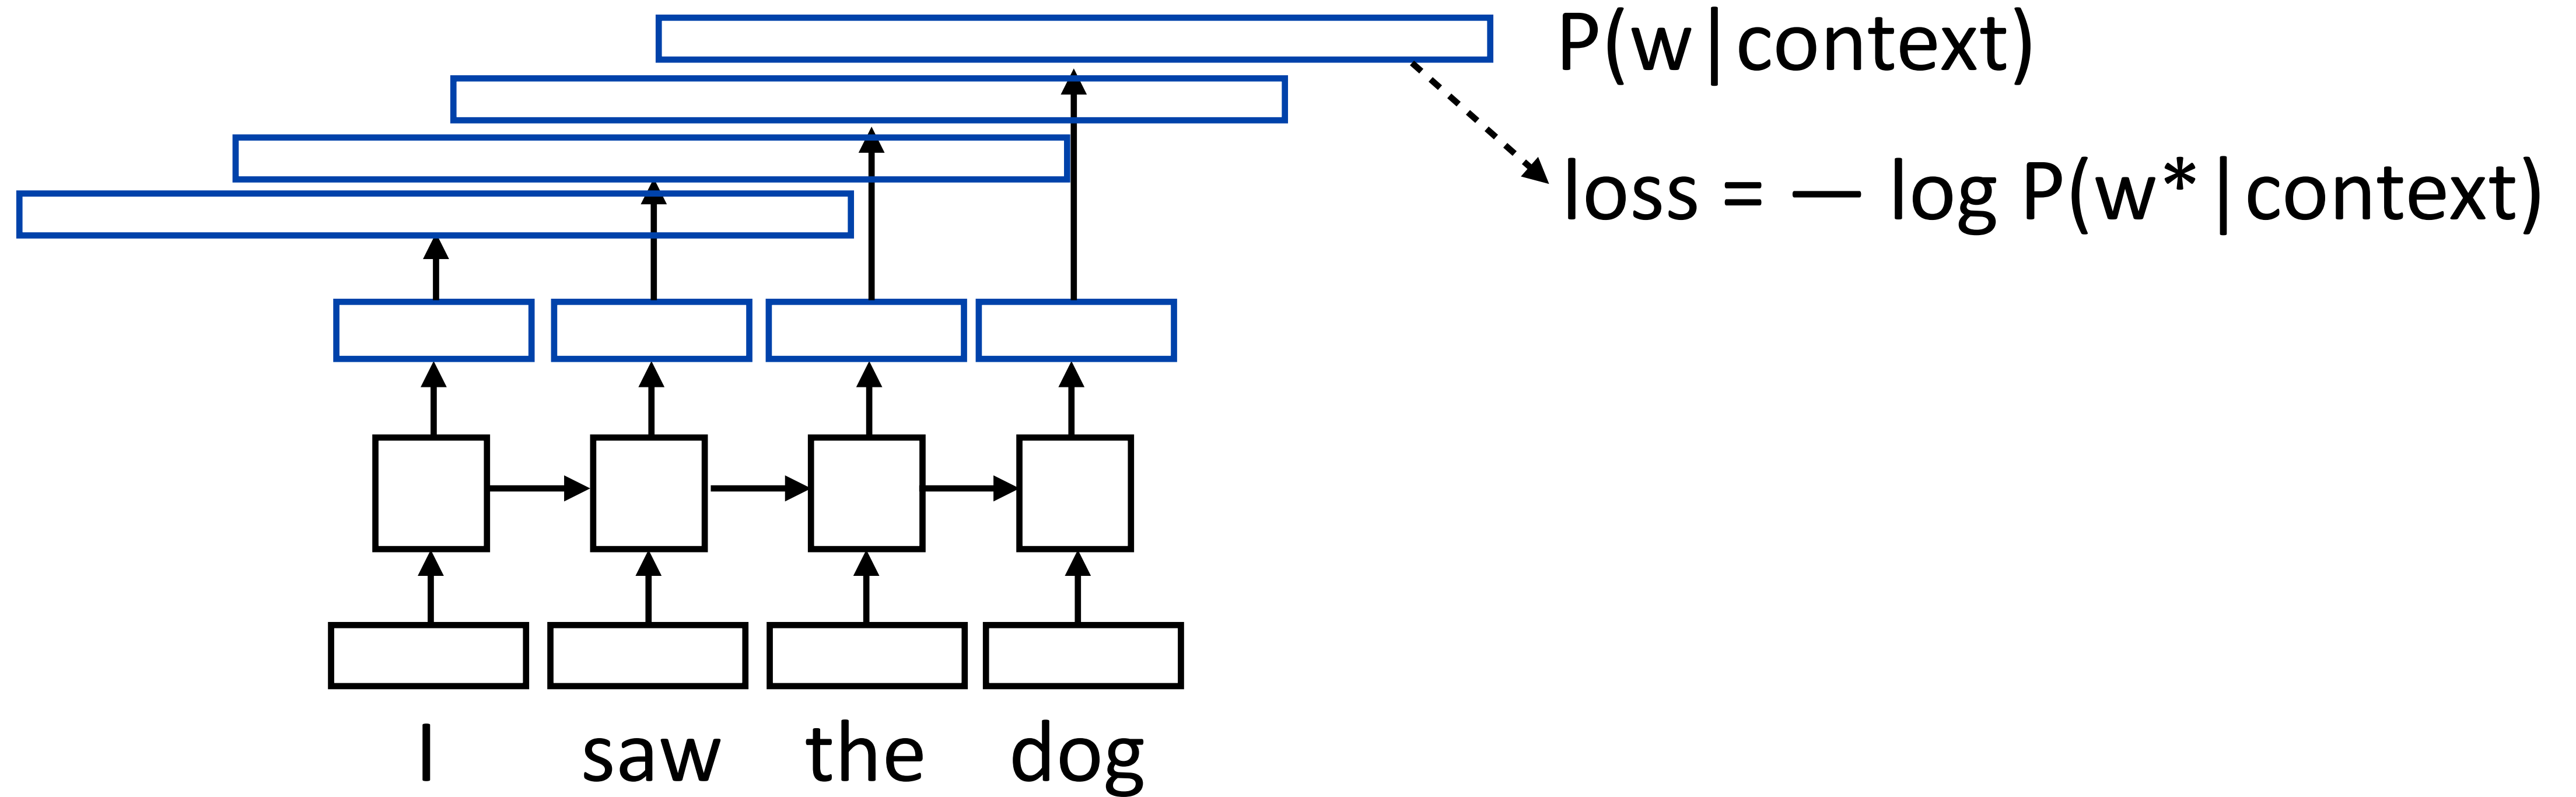 P(w|context)
loss = — log P(w*|context)
I saw the dog